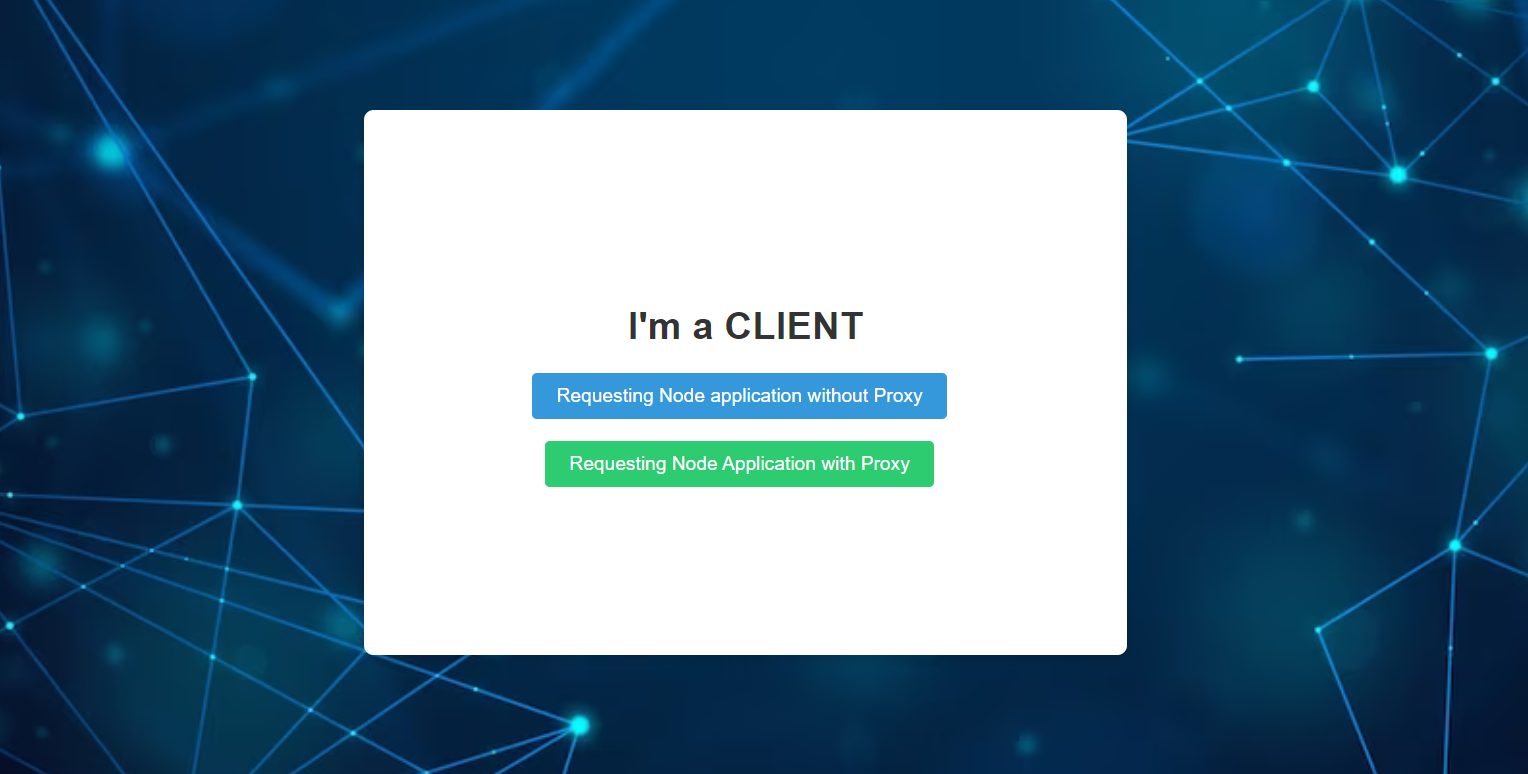 I'm a CLIENT
Requesting Node application without Proxy
Requesting Node Application with Proxy